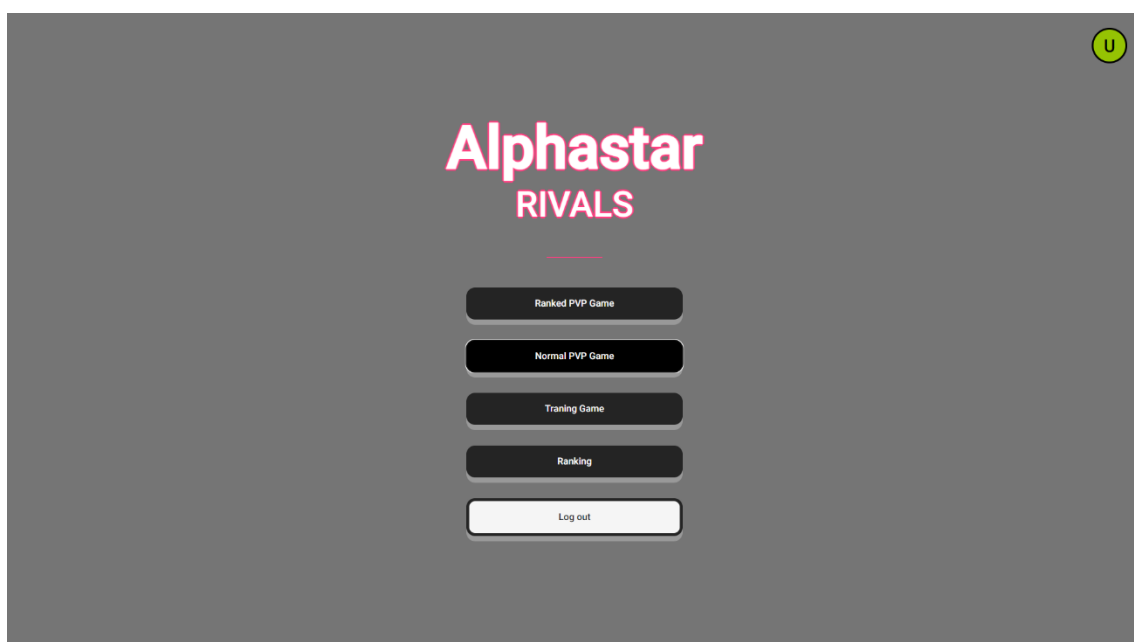 U
Alphastar
RIVALS
Ranked PVP Game
Normal PVP Game
Traning Game
Ranking
Log out